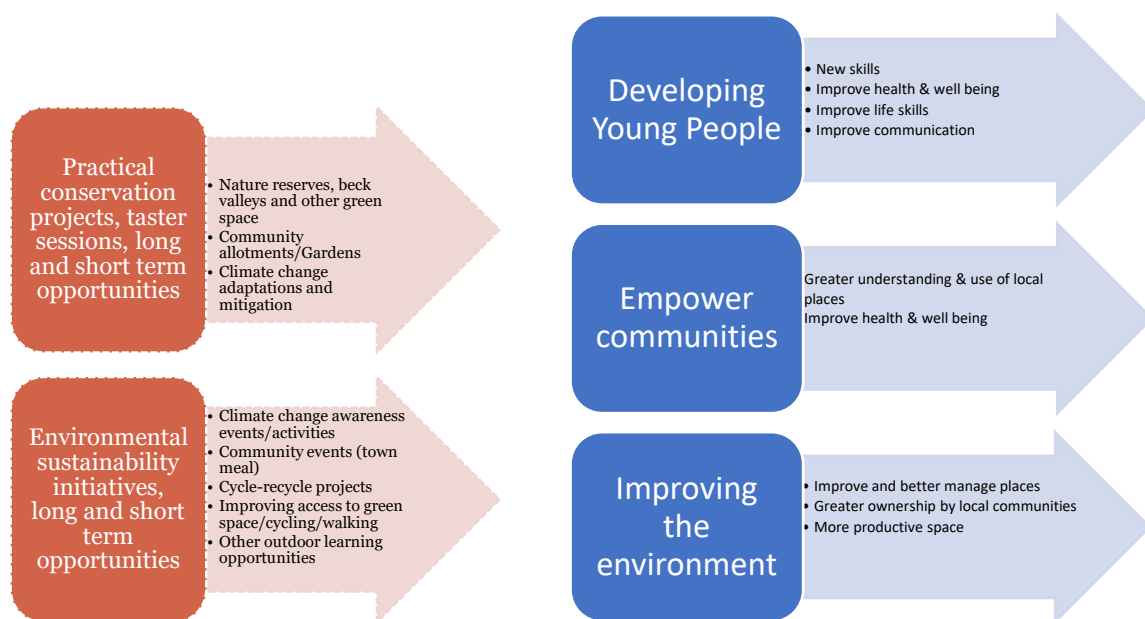 Practical
conservation
projects, taster
sessions, long
and short term
opportunities
• Nature reserves, beck
valleys and other green
space
• Community
allotments/Gardens
• Climate change
adaptations and
mitigation
Environmental
sustainability
initiatives,
long and short
term
opportunities
• Climate change awareness
events/activities
• Community events (town
meal)
• Cycle-recycle projects
• Improving access to green
space/cycling/walking
• Other outdoor learning
opportunities
Developing
Young People
• New skills
• Improve health & well being
• Improve life skills
• Improve communication
Empower
communities
Greater understanding & use of local
places
Improve health & well being
Improving
the
environment
• Improve and better manage places
• Greater ownership by local communities
• More productive space